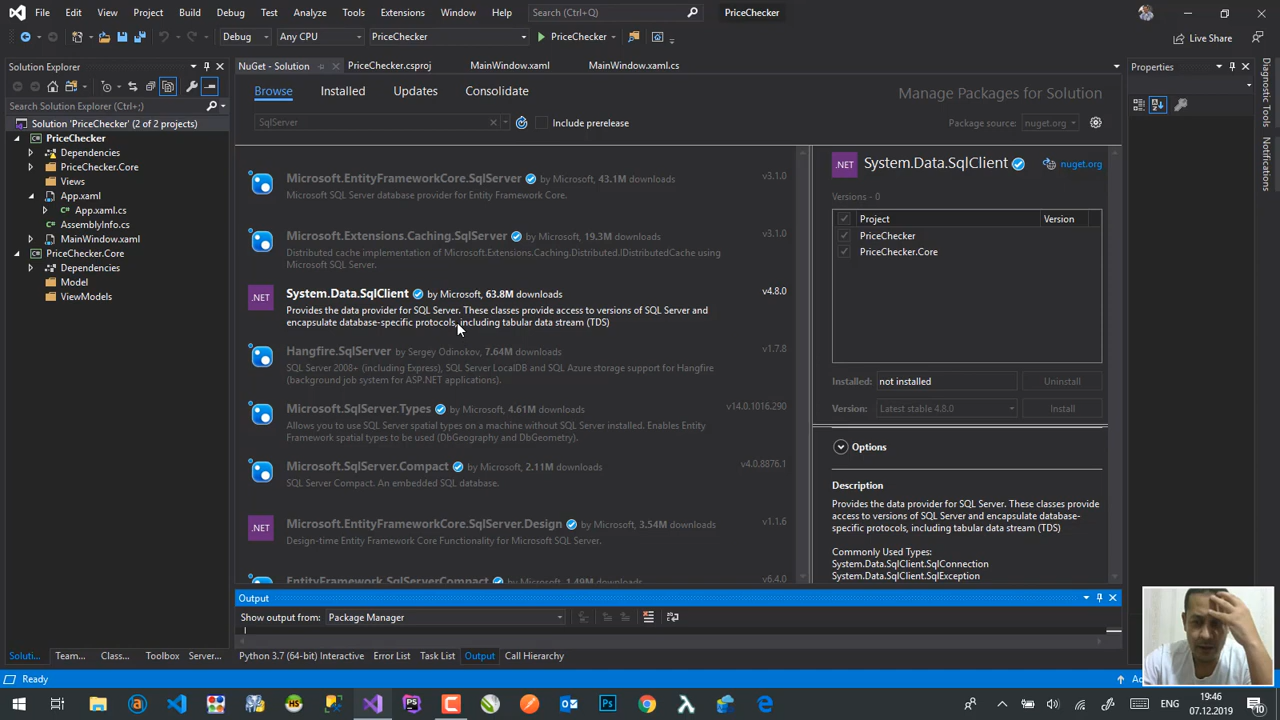 File Edit View Project Build Debug Test Analyze Tools Extensions Window Help Search (Ctrl+Q) PriceChecker
Debug Any CPU PriceChecker PriceChecker Live Share
Solution Explorer
Search Solution Explorer (Ctrl+;)
Solution 'PriceChecker' (2 of 2 projects)
PriceChecker
Dependencies
PriceChecker.Core
Views
App.xaml
App.xaml.cs
AssemblyInfo.cs
MainWindow.xaml
PriceChecker.Core
Dependencies
Model
ViewModels
Soluti... Team... Class... Toolbox Server...
NuGet - Solution PriceChecker.csproj MainWindow.xaml MainWindow.xaml.cs
Browse Installed Updates Consolidate Manage Packages for Solution
SqlServer Include prerelease Package source: nuget.org
Microsoft.EntityFrameworkCore.SqlServer by Microsoft, 43.1M downloads v3.1.0
Microsoft SQL Server database provider for Entity Framework Core.
Microsoft.Extensions.Caching.SqlServer by Microsoft, 19.3M downloads v3.1.0
Distributed cache implementation of Microsoft.Extensions.Caching.Distributed.IDistributedCache using
Microsoft SQL Server.
.NET System.Data.SqlClient by Microsoft, 63.8M downloads v4.8.0
Provides the data provider for SQL Server. These classes provide access to versions of SQL Server and
encapsulate database-specific protocols, including tabular data stream (TDS)
Hangfire.SqlServer by Sergey Odinokov, 7.64M downloads v1.7.8
SQL Server 2008+ (including Express), SQL Server LocalDB and SQL Azure storage support for Hangfire
(background job system for ASP.NET applications).
Microsoft.SqlServer.Types by Microsoft, 4.61M downloads v14.0.1016.290
Allows you to use SQL Server spatial types on a machine without SQL Server installed. Enables Entity
Framework spatial types to be used (DbGeography and DbGeometry).
Microsoft.SqlServer.Compact by Microsoft, 2.11M downloads v4.0.8876.1
SQL Server Compact. An embedded SQL database.
.NET Microsoft.EntityFrameworkCore.SqlServer.Design by Microsoft, 3.54M downloads v1.1.6
Design-time Entity Framework Core Functionality for Microsoft SQL Server.
EntityFramework.SqlServerCompact by Microsoft, 1.49M downloads v6.4.0
.NET System.Data.SqlClient nuget.org
Versions - 0
Project Version
PriceChecker
PriceChecker.Core
Installed: not installed Uninstall
Version: Latest stable 4.8.0 Install
Options
Description
Provides the data provider for SQL Server. These classes provide access to versions of SQL Server and encapsulate database-
specific protocols, including tabular data stream (TDS)
Commonly Used Types:
System.Data.SqlClient.SqlConnection
System.Data.SqlClient.SqlException
Output
Show output from: Package Manager
Python 3.7 (64-bit) Interactive Error List Task List Output Call Hierarchy
Properties
Diagnostic Tools
Notifications
Ready
ENG
19:46
07.12.2019
10